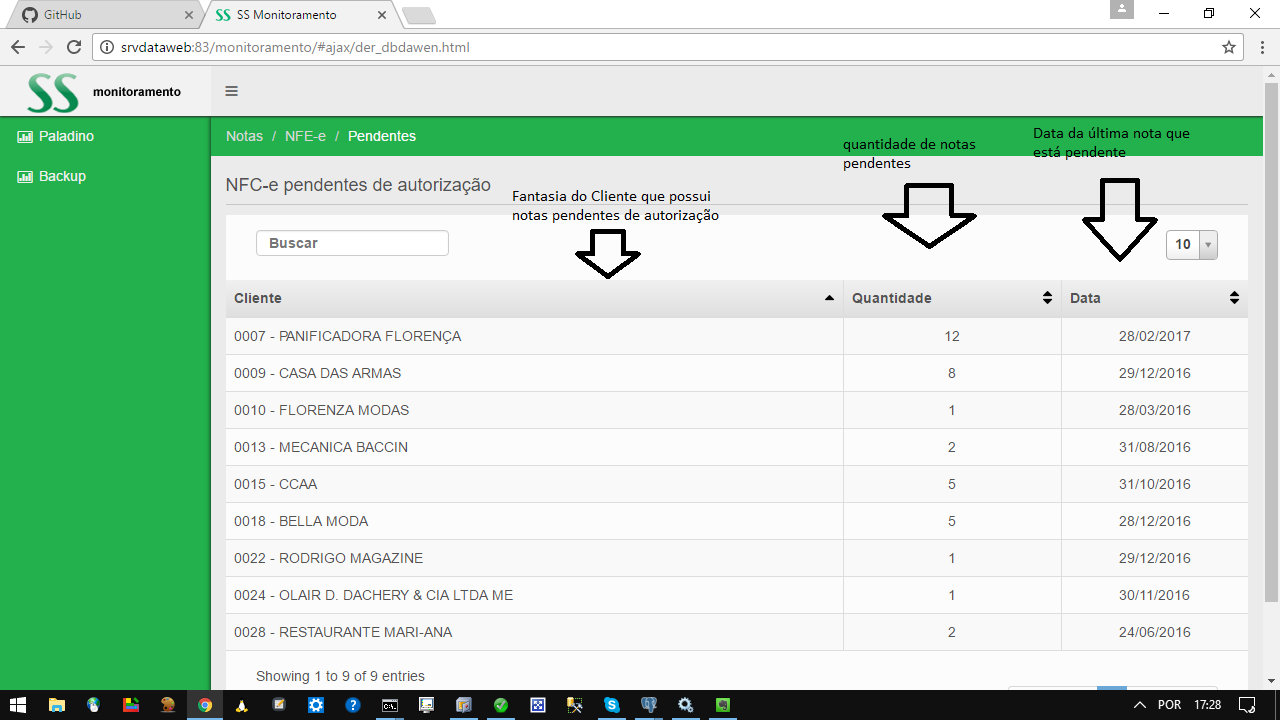 GitHub
SS Monitoramento
srvdataweb:83/monitoramento/#ajax/der_dbdawen.html
SS monitoramento
Paladino
Backup
Notas / NFE-e / Pendentes
quantidade de notas
pendentes
Data da última nota que
está pendente
NFC-e pendentes de autorização
Fantasia do Cliente que possui
notas pendentes de autorização
Buscar
10
Cliente Quantidade Data
0007 - PANIFICADORA FLORENÇA 12 28/02/2017
0009 - CASA DAS ARMAS 8 29/12/2016
0010 - FLORENZA MODAS 1 28/03/2016
0013 - MECANICA BACCIN 2 31/08/2016
0015 - CCAA 5 31/10/2016
0018 - BELLA MODA 5 28/12/2016
0022 - RODRIGO MAGAZINE 1 29/12/2016
0024 - OLAIR D. DACHERY & CIA LTDA ME 1 30/11/2016
0028 - RESTAURANTE MARI-ANA 2 24/06/2016
Showing 1 to 9 of 9 entries
POR 17:28